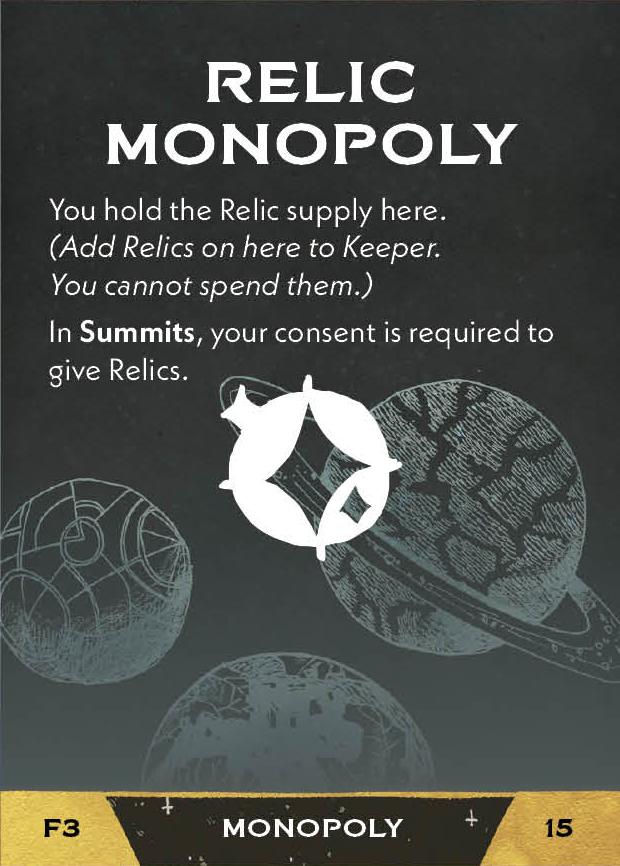 RELIC
MONOPOLY
You hold the Relic supply here.
(Add Relics on here to Keeper.
You cannot spend them.)
In Summits, your consent is required to
give Relics.
F3
MONOPOLY
15